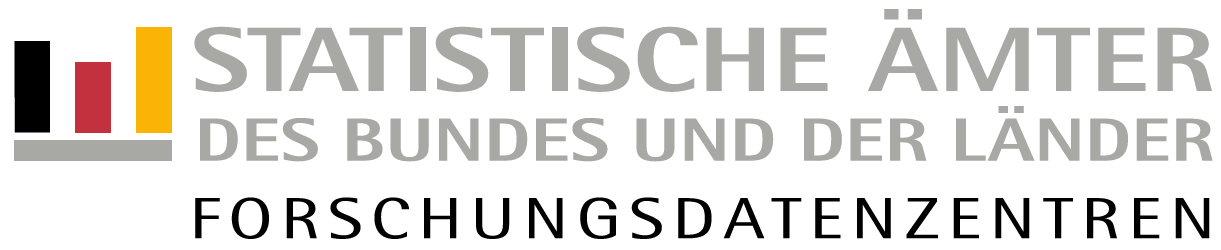 STATISTISCHE ÄMTER
DES BUNDES UND DER LÄNDER
FORSCHUNGSDATENZENTREN